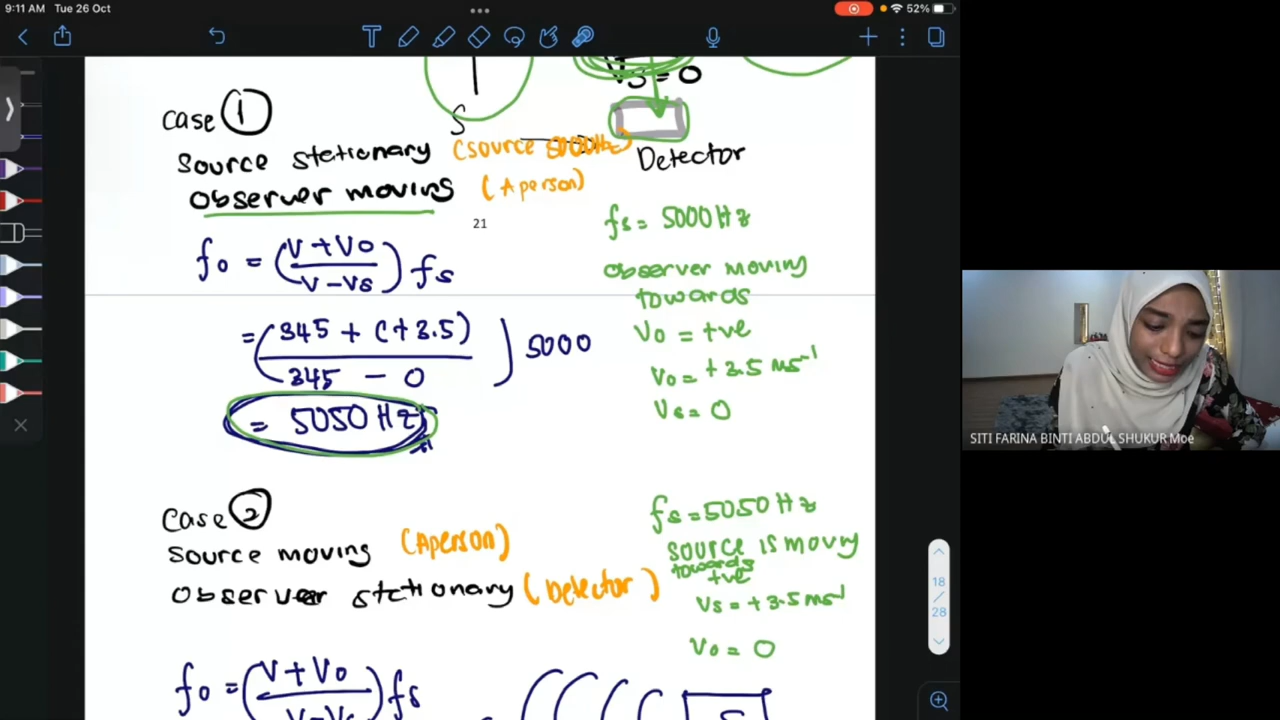 9:11 AM Tue 26 Oct
52%
T
Vs = 0
S
Case 1
Source stationary (source 5000Hz)
Detector
observer moving (A person)
21
fs = 5000 Hz
observer moving
towards
Vo = +ve
Vo = +3.5 ms-1
Vs = 0
fo = (V + Vo / V - Vs) fs
= (345 + (+3.5) / 345 - 0) 5000
= 5050 Hz
Case 2
Source moving (A person)
observer stationary (Detector)
fs = 5050 Hz
source is moving
towards
+ve
Vs = +3.5 ms-1
Vo = 0
fo = (V + Vo / V - Vs) fs
18
/
28
SITI FARINA BINTI ABDUL SHUKUR Moe